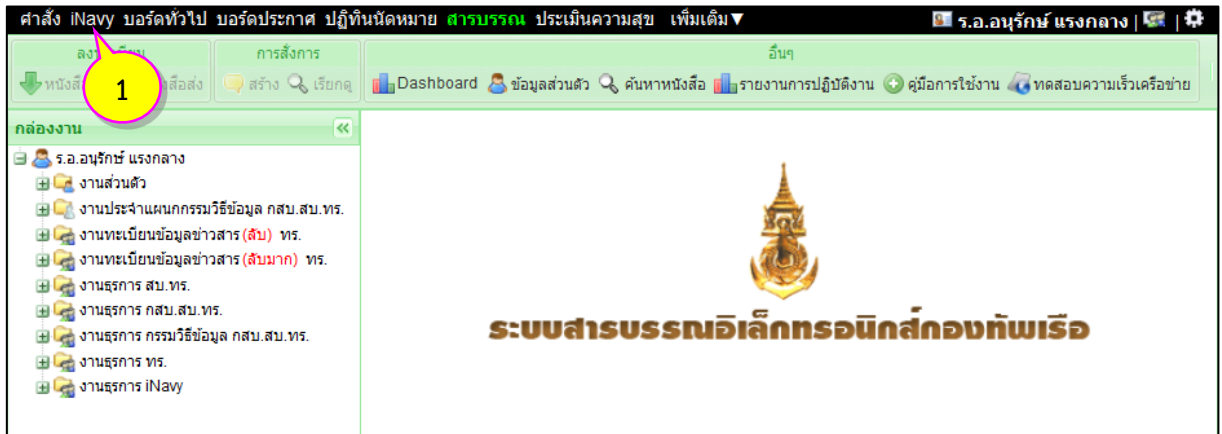 คำสั่ง iNavy บอร์ดทั่วไป บอร์ดประกาศ ปฏิทินนัดหมาย สารบรรณ ประเมินความสุข เพิ่มเติม▼ ร.อ.อนุรักษ์ แรงกลาง | |
การสั่งการ อื่นๆ
1
สร้าง เรียกดู Dashboard ข้อมูลส่วนตัว ค้นหาหนังสือ รายงานการปฏิบัติงาน คู่มือการใช้งาน ทดสอบความเร็วเครือข่าย
กล่องงาน
ร.อ.อนุรักษ์ แรงกลาง
งานส่วนตัว
งานประจำแผนกกรรมวิธีข้อมูล กสบ.สบ.ทร.
งานทะเบียนข้อมูลข่าวสาร(ลับ) ทร.
งานทะเบียนข้อมูลข่าวสาร(ลับมาก) ทร.
งานธุรการ สบ.ทร.
งานธุรการ กสบ.สบ.ทร.
งานธุรการ กรรมวิธีข้อมูล กสบ.สบ.ทร.
งานธุรการ ทร.
งานธุรการ iNavy
ระบบสารบรรณอิเล็กทรอนิกส์กองทัพเรือ